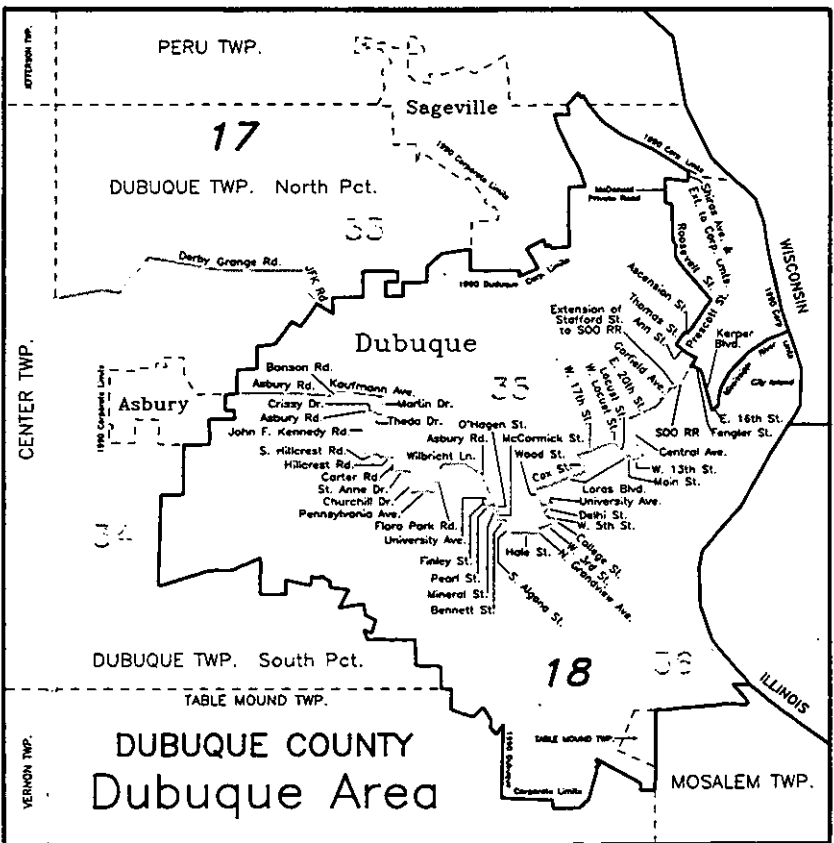 JEFFERSON TWP.
PERU TWP.
Sageville
17
1990 Corporate Limits
1990 Corp. Limits
DUBUQUE TWP. North Pct.
McDonald
Private Road
Shiras Ave. &
Ext. to Corp. Lmts.
Roosevelt St.
WISCONSIN
Derby Grange Rd.
JFK Rd.
1990 Dubuque Corp. Limits
Ascension St.
Prescott St.
Thomas St.
Ann St.
Extension of
Stafford St.
to SOO RR
Kerper
Blvd.
1990 Corp. Lmts
River
City Island
Dubuque
35
Garfield Ave.
E. 20th St.
Locust St.
W. Locust St.
W. 17th St.
CENTER TWP.
1990 Corporate Limits
Asbury
Bonson Rd.
Asbury Rd.
Kaufmann Ave.
Crissy Dr.
Martin Dr.
Asbury Rd.
Theda Dr.
John F. Kennedy Rd.
E. 16th St.
SOO RR
Fengler St.
O'Hagen St.
Asbury Rd.
McCormick St.
Central Ave.
S. Hillcrest Rd.
Wilbricht Ln.
Wood St.
Cox St.
W. 13th St.
Main St.
Hillcrest Rd.
Carter Rd.
St. Anne Dr.
Churchill Dr.
Pennsylvania Ave.
Loras Blvd.
University Ave.
Delhi St.
W. 5th St.
Flora Park Rd.
University Ave.
34
College St.
W. 3rd St.
N. Grandview Ave.
Hale St.
Finley St.
Pearl St.
Mineral St.
Bennett St.
S. Algona St.
DUBUQUE TWP. South Pct.
18
36
ILLINOIS
TABLE MOUND TWP.
VERNON TWP.
DUBUQUE COUNTY
Dubuque Area
1990 Dubuque
Corporate Limits
TABLE MOUND TWP.
MOSALEM TWP.